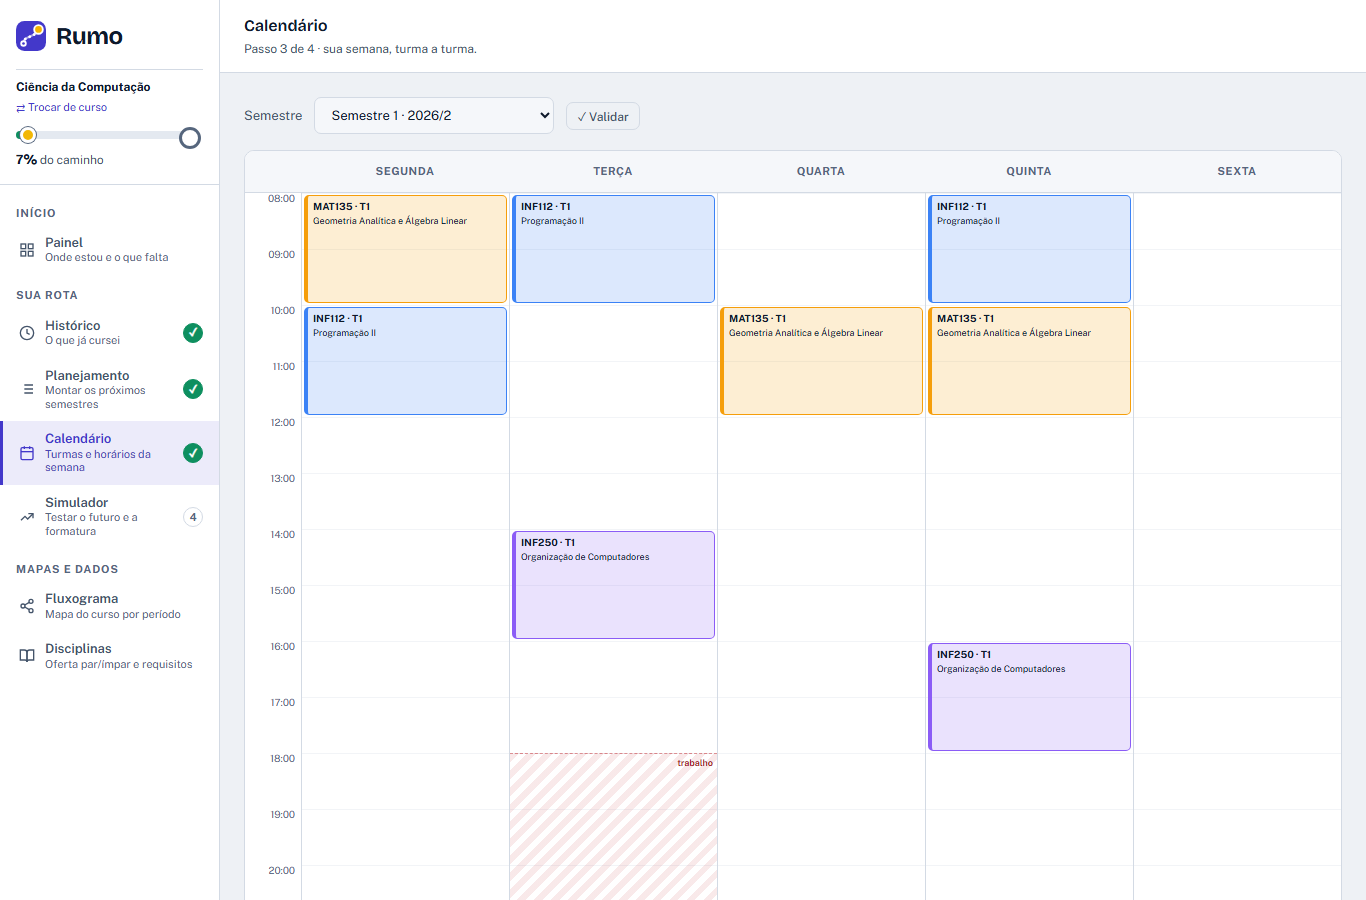 Rumo
Ciência da Computação
⇄ Trocar de curso
7% do caminho
INÍCIO
Painel
Onde estou e o que falta
SUA ROTA
Histórico
O que já cursei
Planejamento
Montar os próximos
semestres
Calendário
Turmas e horários da
semana
Simulador
Testar o futuro e a
formatura
4
MAPAS E DADOS
Fluxograma
Mapa do curso por período
Disciplinas
Oferta par/ímpar e requisitos
Calendário
Passo 3 de 4 · sua semana, turma a turma.
Semestre
Semestre 1 · 2026/2
✓ Validar
SEGUNDA TERÇA QUARTA QUINTA SEXTA
08:00
09:00
10:00
11:00
12:00
13:00
14:00
15:00
16:00
17:00
18:00
19:00
20:00
MAT135 · T1
Geometria Analítica e Álgebra Linear
INF112 · T1
Programação II
INF112 · T1
Programação II
INF250 · T1
Organização de Computadores
trabalho
MAT135 · T1
Geometria Analítica e Álgebra Linear
INF112 · T1
Programação II
MAT135 · T1
Geometria Analítica e Álgebra Linear
INF250 · T1
Organização de Computadores